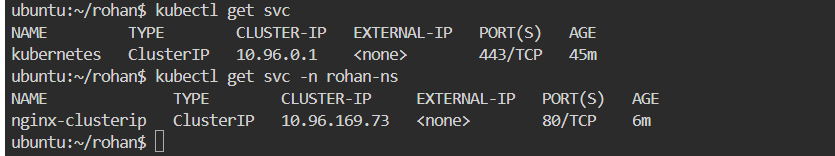 ubuntu:~/rohan$ kubectl get svc
NAME         TYPE        CLUSTER-IP   EXTERNAL-IP   PORT(S)   AGE
kubernetes   ClusterIP   10.96.0.1    <none>        443/TCP   45m
ubuntu:~/rohan$ kubectl get svc -n rohan-ns
NAME              TYPE        CLUSTER-IP     EXTERNAL-IP   PORT(S)   AGE
nginx-clusterip   ClusterIP   10.96.169.73   <none>        80/TCP    6m
ubuntu:~/rohan$